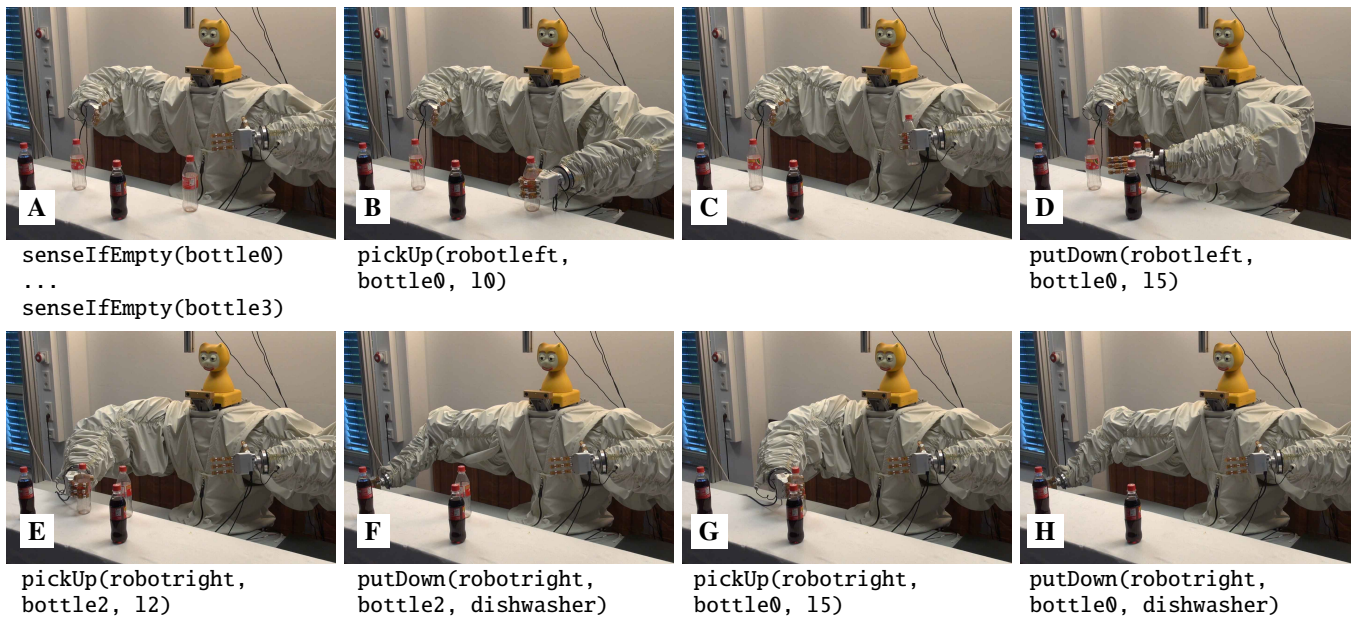 A
senseIfEmpty(bottle0)
...
senseIfEmpty(bottle3)
B
pickUp(robotleft,
bottle0, l0)
C
D
putDown(robotleft,
bottle0, l5)
E
pickUp(robotright,
bottle2, l2)
F
putDown(robotright,
bottle2, dishwasher)
G
pickUp(robotright,
bottle0, l5)
H
putDown(robotright,
bottle0, dishwasher)